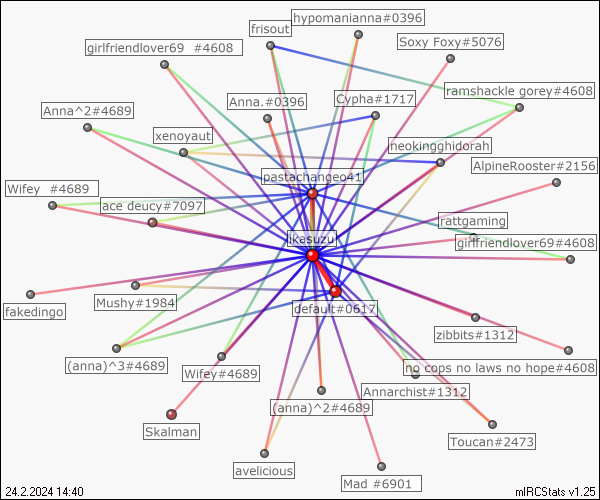 hypomanianna#0396
frisout
Soxy Foxy#5076
girlfriendlover69 #4608
ramshackle gorey#4608
Anna.#0396
Cypha#1717
Anna^2#4689
xenoyaut
neokingghidorah
AlpineRooster#2156
pastachangeo41
Wifey #4689
ace deucy#7097
rattgaming
ikasuzu
girlfriendlover69#4608
fakedingo
Mushy#1984
default#0617
zibbits#1312
(anna)^3#4689
Wifey#4689
no cops no laws no hope#4608
Annarchist#1312
(anna)^2#4689
Skalman
Toucan#2473
avelicious
Mad #6901
24.2.2024 14:40
mIRCStats v1.25